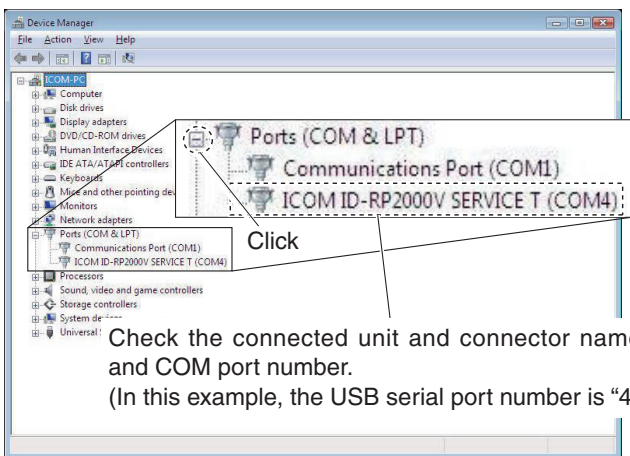 Device Manager
File Action View Help
ICOM-PC
Computer
Disk drives
Display adapters
DVD/CD-ROM drives
Human Interface Devices
IDE ATA/ATAPI controllers
Keyboards
Mice and other pointing dev
Monitors
Network adapters
Ports (COM & LPT)
Communications Port (COM1)
ICOM ID-RP2000V SERVICE T (COM4)
Processors
Sound, video and game controllers
Storage controllers
System de
Universal
Ports (COM & LPT)
Communications Port (COM1)
ICOM ID-RP2000V SERVICE T (COM4)
Click
Check the connected unit and connector name
and COM port number.
(In this example, the USB serial port number is “4